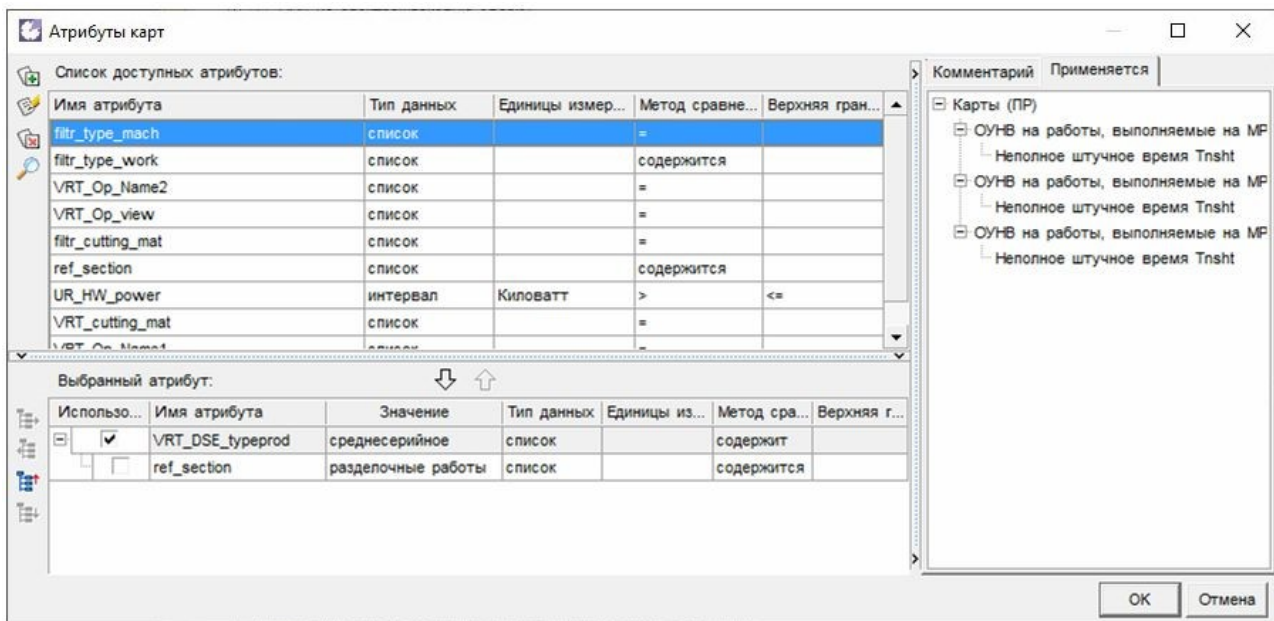 Атрибуты карт
Список доступных атрибутов:
Имя атрибута Тип данных Единицы измер... Метод сравне... Верхняя гран...
filtr_type_mach список =
filtr_type_work список содержится
VRT_Op_Name2 список =
VRT_Op_view список =
filtr_cutting_mat список =
ref_section список содержится
UR_HW_power интервал Киловатт > <=
VRT_cutting_mat список =
VRT_Op_Name1 список =
Выбранный атрибут:
Использо... Имя атрибута Значение Тип данных Единицы из... Метод сра... Верхняя г...
VRT_DSE_typeprod среднесерийное список содержит
ref_section разделочные работы список содержится
Комментарий Применяется
Карты (ПР)
ОУНВ на работы, выполняемые на МР
Неполное штучное время Tnsht
ОУНВ на работы, выполняемые на МР
Неполное штучное время Tnsht
ОУНВ на работы, выполняемые на МР
Неполное штучное время Tnsht
OK Отмена